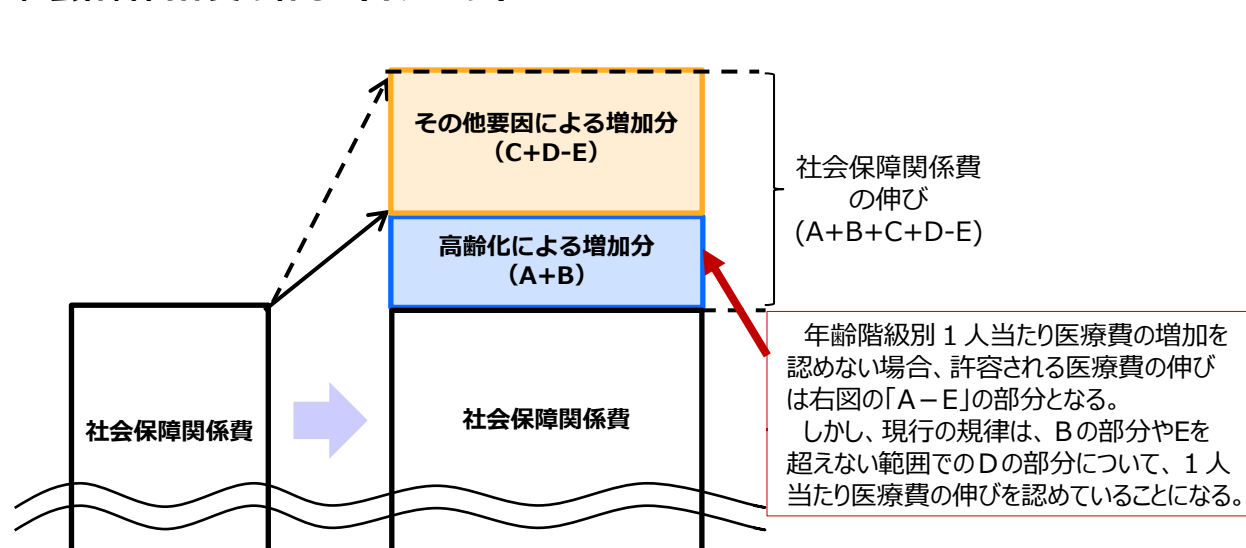 その他要因による増加分
（C+D-E）
高齢化による増加分
（A+B）
社会保障関係費
の伸び
(A+B+C+D-E)
年齢階級別１人当たり医療費の増加を
認めない場合、許容される医療費の伸び
は右図の「A－E」の部分となる。
しかし、現行の規律は、Bの部分やEを
超えない範囲でのDの部分について、１人
当たり医療費の伸びを認めていることになる。
社会保障関係費
社会保障関係費